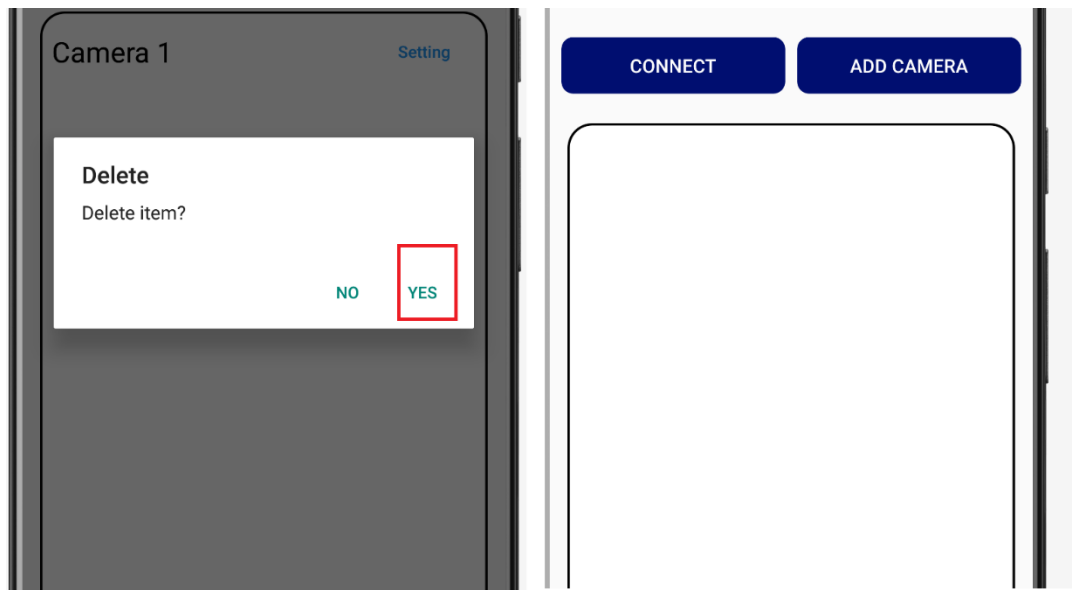 Camera 1
Setting
Delete
Delete item?
NO
YES
CONNECT
ADD CAMERA